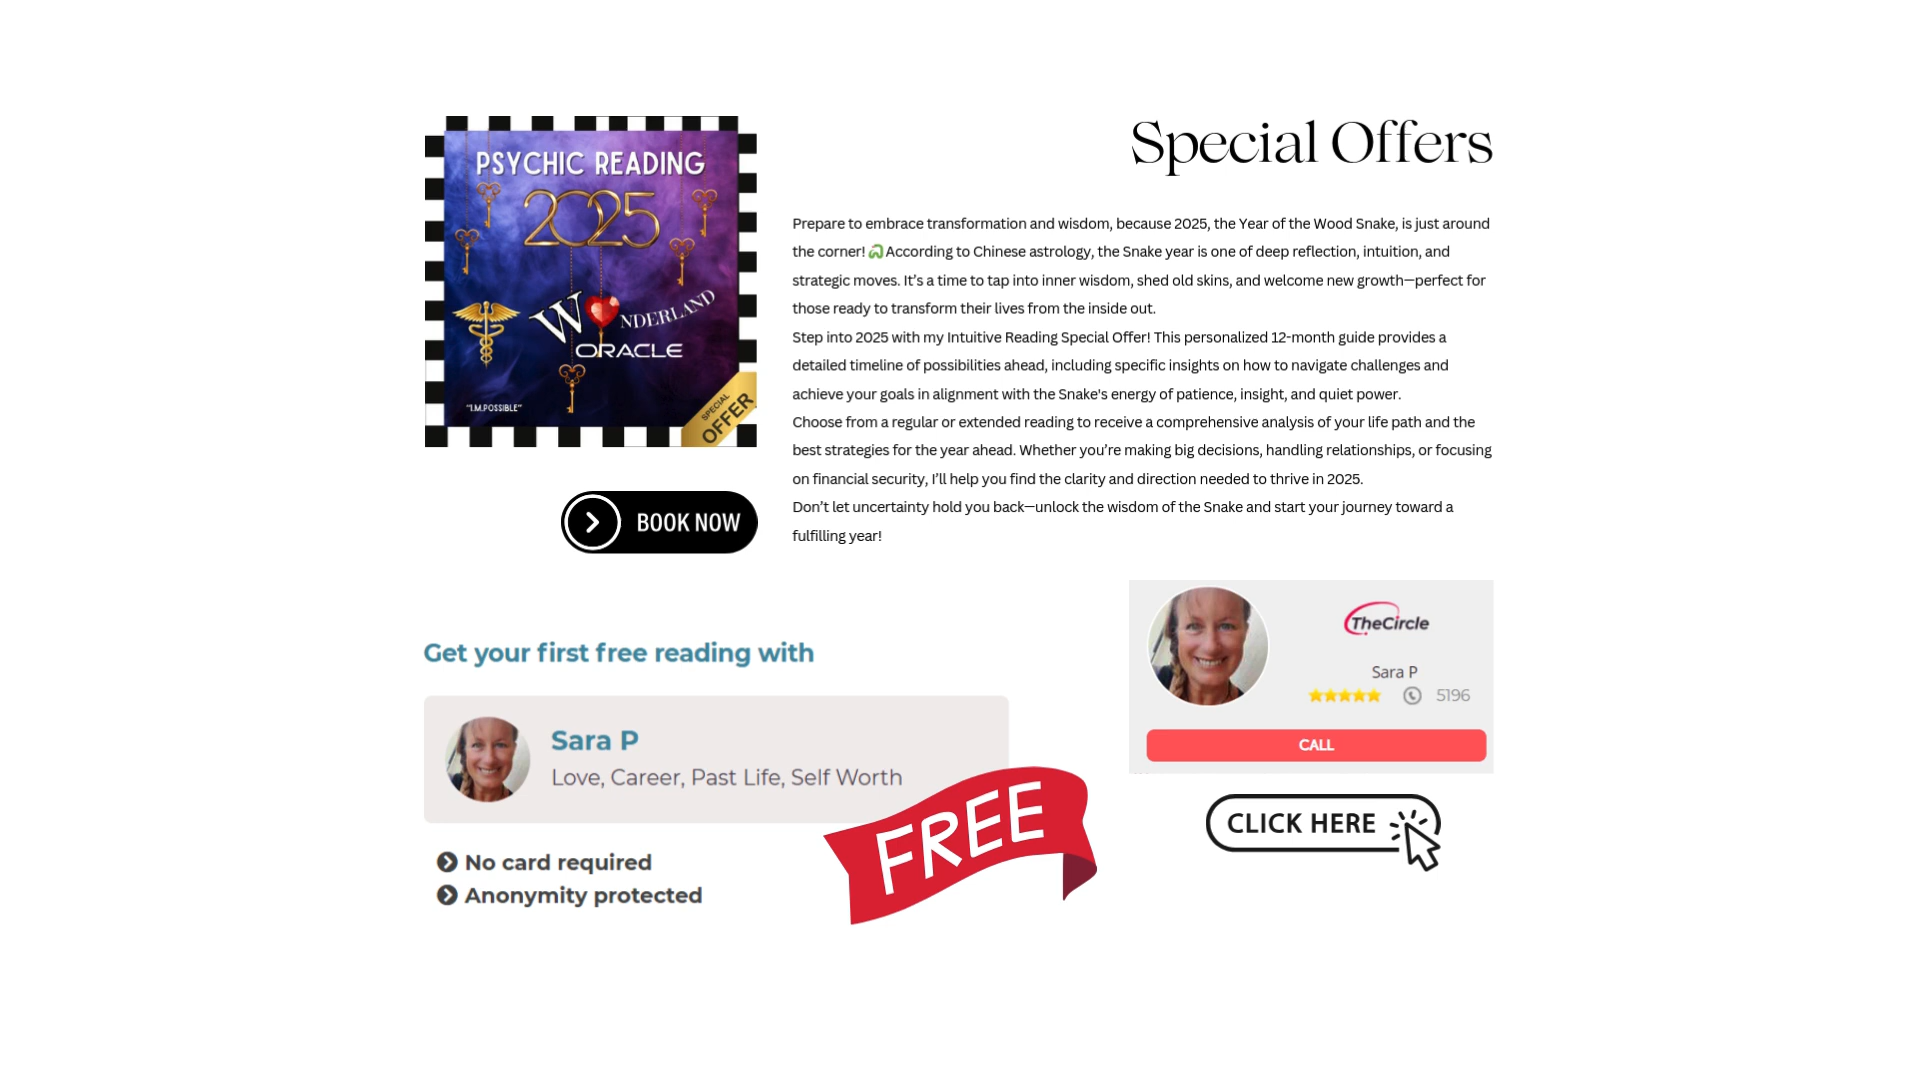 Special Offers
PSYCHIC READING
2025
WONDERLAND
ORACLE
"I.M.POSSIBLE"
SPECIAL
OFFER
BOOK NOW
Prepare to embrace transformation and wisdom, because 2025, the Year of the Wood Snake, is just around
the corner! 🐍According to Chinese astrology, the Snake year is one of deep reflection, intuition, and
strategic moves. It’s a time to tap into inner wisdom, shed old skins, and welcome new growth—perfect for
those ready to transform their lives from the inside out.
Step into 2025 with my Intuitive Reading Special Offer! This personalized 12-month guide provides a
detailed timeline of possibilities ahead, including specific insights on how to navigate challenges and
achieve your goals in alignment with the Snake's energy of patience, insight, and quiet power.
Choose from a regular or extended reading to receive a comprehensive analysis of your life path and the
best strategies for the year ahead. Whether you’re making big decisions, handling relationships, or focusing
on financial security, I’ll help you find the clarity and direction needed to thrive in 2025.
Don’t let uncertainty hold you back—unlock the wisdom of the Snake and start your journey toward a
fulfilling year!
Get your first free reading with
Sara P
Love, Career, Past Life, Self Worth
No card required
Anonymity protected
FREE
TheCircle
Sara P
5196
CALL
CLICK HERE